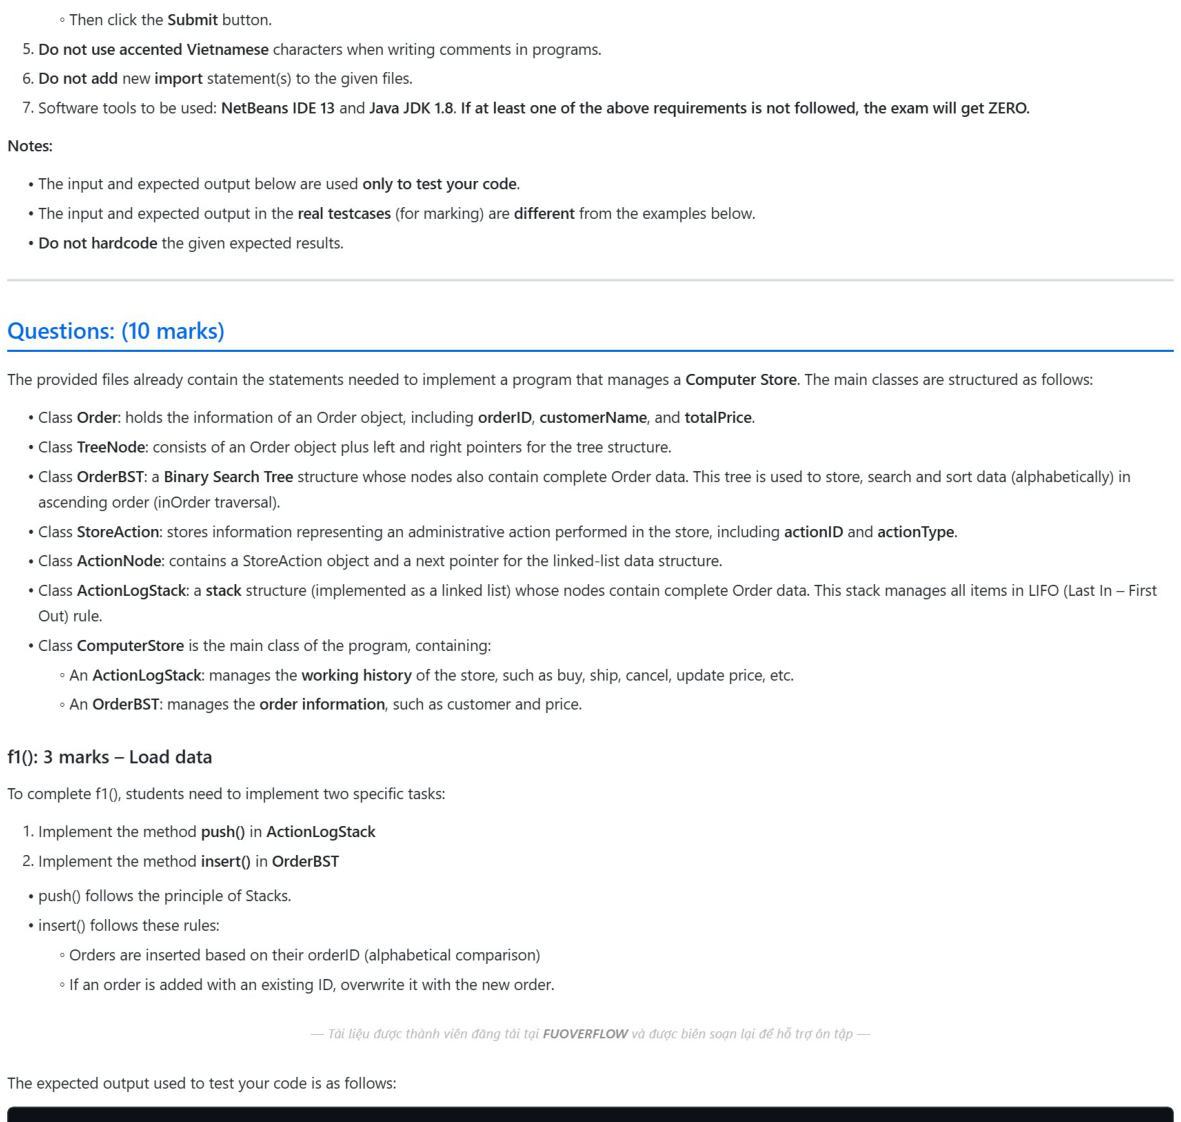 ◦ Then click the Submit button.
5. Do not use accented Vietnamese characters when writing comments in programs.
6. Do not add new import statement(s) to the given files.
7. Software tools to be used: NetBeans IDE 13 and Java JDK 1.8. If at least one of the above requirements is not followed, the exam will get ZERO.
Notes:
• The input and expected output below are used only to test your code.
• The input and expected output in the real testcases (for marking) are different from the examples below.
• Do not hardcode the given expected results.
Questions: (10 marks)
The provided files already contain the statements needed to implement a program that manages a Computer Store. The main classes are structured as follows:
• Class Order: holds the information of an Order object, including orderID, customerName, and totalPrice.
• Class TreeNode: consists of an Order object plus left and right pointers for the tree structure.
• Class OrderBST: a Binary Search Tree structure whose nodes also contain complete Order data. This tree is used to store, search and sort data (alphabetically) in
ascending order (inOrder traversal).
• Class StoreAction: stores information representing an administrative action performed in the store, including actionID and actionType.
• Class ActionNode: contains a StoreAction object and a next pointer for the linked-list data structure.
• Class ActionLogStack: a stack structure (implemented as a linked list) whose nodes contain complete Order data. This stack manages all items in LIFO (Last In – First
Out) rule.
• Class ComputerStore is the main class of the program, containing:
◦ An ActionLogStack: manages the working history of the store, such as buy, ship, cancel, update price, etc.
◦ An OrderBST: manages the order information, such as customer and price.
f1(): 3 marks – Load data
To complete f1(), students need to implement two specific tasks:
1. Implement the method push() in ActionLogStack
2. Implement the method insert() in OrderBST
• push() follows the principle of Stacks.
• insert() follows these rules:
◦ Orders are inserted based on their orderID (alphabetical comparison)
◦ If an order is added with an existing ID, overwrite it with the new order.
— Tài liệu được thành viên đăng tải tại FUOVERFLOW và được biên soạn lại để hỗ trợ ôn tập —
The expected output used to test your code is as follows: